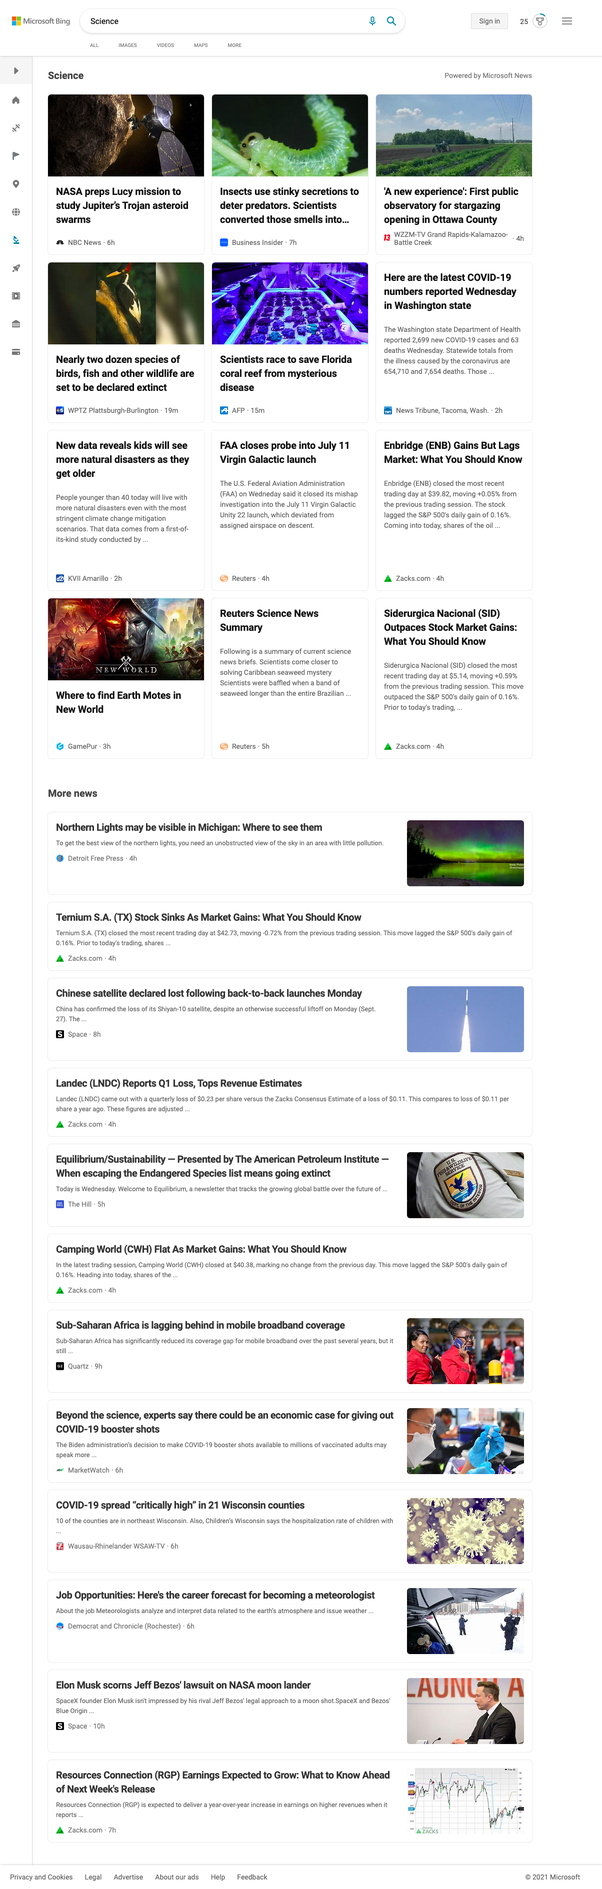 Microsoft Bing
Science
Sign in
25
ALL IMAGES VIDEOS MAPS MORE
Science
Powered by Microsoft News
NASA preps Lucy mission to
study Jupiter's Trojan asteroid
swarms
NBC News · 6h
Insects use stinky secretions to
deter predators. Scientists
converted those smells into...
Business Insider · 7h
'A new experience': First public
observatory for stargazing
opening in Ottawa County
WZZM-TV Grand Rapids-Kalamazoo-
Battle Creek · 4h
Nearly two dozen species of
birds, fish and other wildlife are
set to be declared extinct
WPTZ Plattsburgh-Burlington · 19m
Scientists race to save Florida
coral reef from mysterious
disease
AFP · 15m
Here are the latest COVID-19
numbers reported Wednesday
in Washington state
The Washington state Department of Health
reported 2,699 new COVID-19 cases and 63
deaths Wednesday. Statewide totals from
the illness caused by the coronavirus are
654,710 and 7,654 deaths. Those ...
News Tribune, Tacoma, Wash. · 2h
New data reveals kids will see
more natural disasters as they
get older
People younger than 40 today will live with
more natural disasters even with the most
stringent climate change mitigation
scenarios. That data comes from a first-of-
its-kind study conducted by ...
KVII Amarillo · 2h
FAA closes probe into July 11
Virgin Galactic launch
The U.S. Federal Aviation Administration
(FAA) on Wednesday said it closed its mishap
investigation into the July 11 Virgin Galactic
Unity 22 launch, which deviated from
assigned airspace on descent.
Reuters · 4h
Enbridge (ENB) Gains But Lags
Market: What You Should Know
Enbridge (ENB) closed the most recent
trading day at $39.82, moving +0.05% from
the previous trading session. The stock
lagged the S&P 500's daily gain of 0.16%.
Coming into today, shares of the oil ...
Zacks.com · 4h
NEW WORLD
Where to find Earth Motes in
New World
GamePur · 3h
Reuters Science News
Summary
Following is a summary of current science
news briefs. Scientists come closer to
solving Caribbean seaweed mystery
Scientists were baffled when a band of
seaweed longer than the entire Brazilian ...
Reuters · 5h
Siderurgica Nacional (SID)
Outpaces Stock Market Gains:
What You Should Know
Siderurgica Nacional (SID) closed the most
recent trading day at $5.14, moving +0.59%
from the previous trading session. This move
outpaced the S&P 500's daily gain of 0.16%.
Prior to today's trading, ...
Zacks.com · 4h
More news
Northern Lights may be visible in Michigan: Where to see them
To get the best view of the northern lights, you need an unobstructed view of the sky in an area with little pollution.
Detroit Free Press · 4h
Ternium S.A. (TX) Stock Sinks As Market Gains: What You Should Know
Ternium S.A. (TX) closed the most recent trading day at $42.73, moving -0.72% from the previous trading session. This move lagged the S&P 500's daily gain of
0.16%. Prior to today's trading, shares ...
Zacks.com · 4h
Chinese satellite declared lost following back-to-back launches Monday
China has confirmed the loss of its Shiyan-10 satellite, despite an otherwise successful liftoff on Monday (Sept.
27). The ...
Space · 8h
Landec (LNDC) Reports Q1 Loss, Tops Revenue Estimates
Landec (LNDC) came out with a quarterly loss of $0.23 per share versus the Zacks Consensus Estimate of a loss of $0.11. This compares to loss of $0.11 per
share a year ago. These figures are adjusted ...
Zacks.com · 4h
Equilibrium/Sustainability — Presented by The American Petroleum Institute —
When escaping the Endangered Species list means going extinct
Today is Wednesday. Welcome to Equilibrium, a newsletter that tracks the growing global battle over the future of ...
The Hill · 5h
Camping World (CWH) Flat As Market Gains: What You Should Know
In the latest trading session, Camping World (CWH) closed at $40.38, marking no change from the previous day. This move lagged the S&P 500's daily gain of
0.16%. Heading into today, shares of the ...
Zacks.com · 4h
Sub-Saharan Africa is lagging behind in mobile broadband coverage
Sub-Saharan Africa has significantly reduced its coverage gap for mobile broadband over the past several years, but it
still ...
Quartz · 9h
Beyond the science, experts say there could be an economic case for giving out
COVID-19 booster shots
The Biden administration's decision to make COVID-19 booster shots available to millions of vaccinated adults may
speak more ...
MarketWatch · 6h
COVID-19 spread "critically high" in 21 Wisconsin counties
10 of the counties are in northeast Wisconsin. Also, Children's Wisconsin says the hospitalization rate of children with
...
Wausau-Rhinelander WSAW-TV · 6h
Job Opportunities: Here's the career forecast for becoming a meteorologist
About the job Meteorologists analyze and interpret data related to the earth's atmosphere and issue weather ...
Democrat and Chronicle (Rochester) · 6h
Elon Musk scorns Jeff Bezos' lawsuit on NASA moon lander
SpaceX founder Elon Musk isn't impressed by his rival Jeff Bezos' legal approach to a moon shot.SpaceX and Bezos'
Blue Origin ...
Space · 10h
LAUNCH A
Resources Connection (RGP) Earnings Expected to Grow: What to Know Ahead
of Next Week's Release
Resources Connection (RGP) is expected to deliver a year-over-year increase in earnings on higher revenues when it
reports ...
Zacks.com · 7h
ZACKS
Privacy and Cookies Legal Advertise About our ads Help Feedback
© 2021 Microsoft